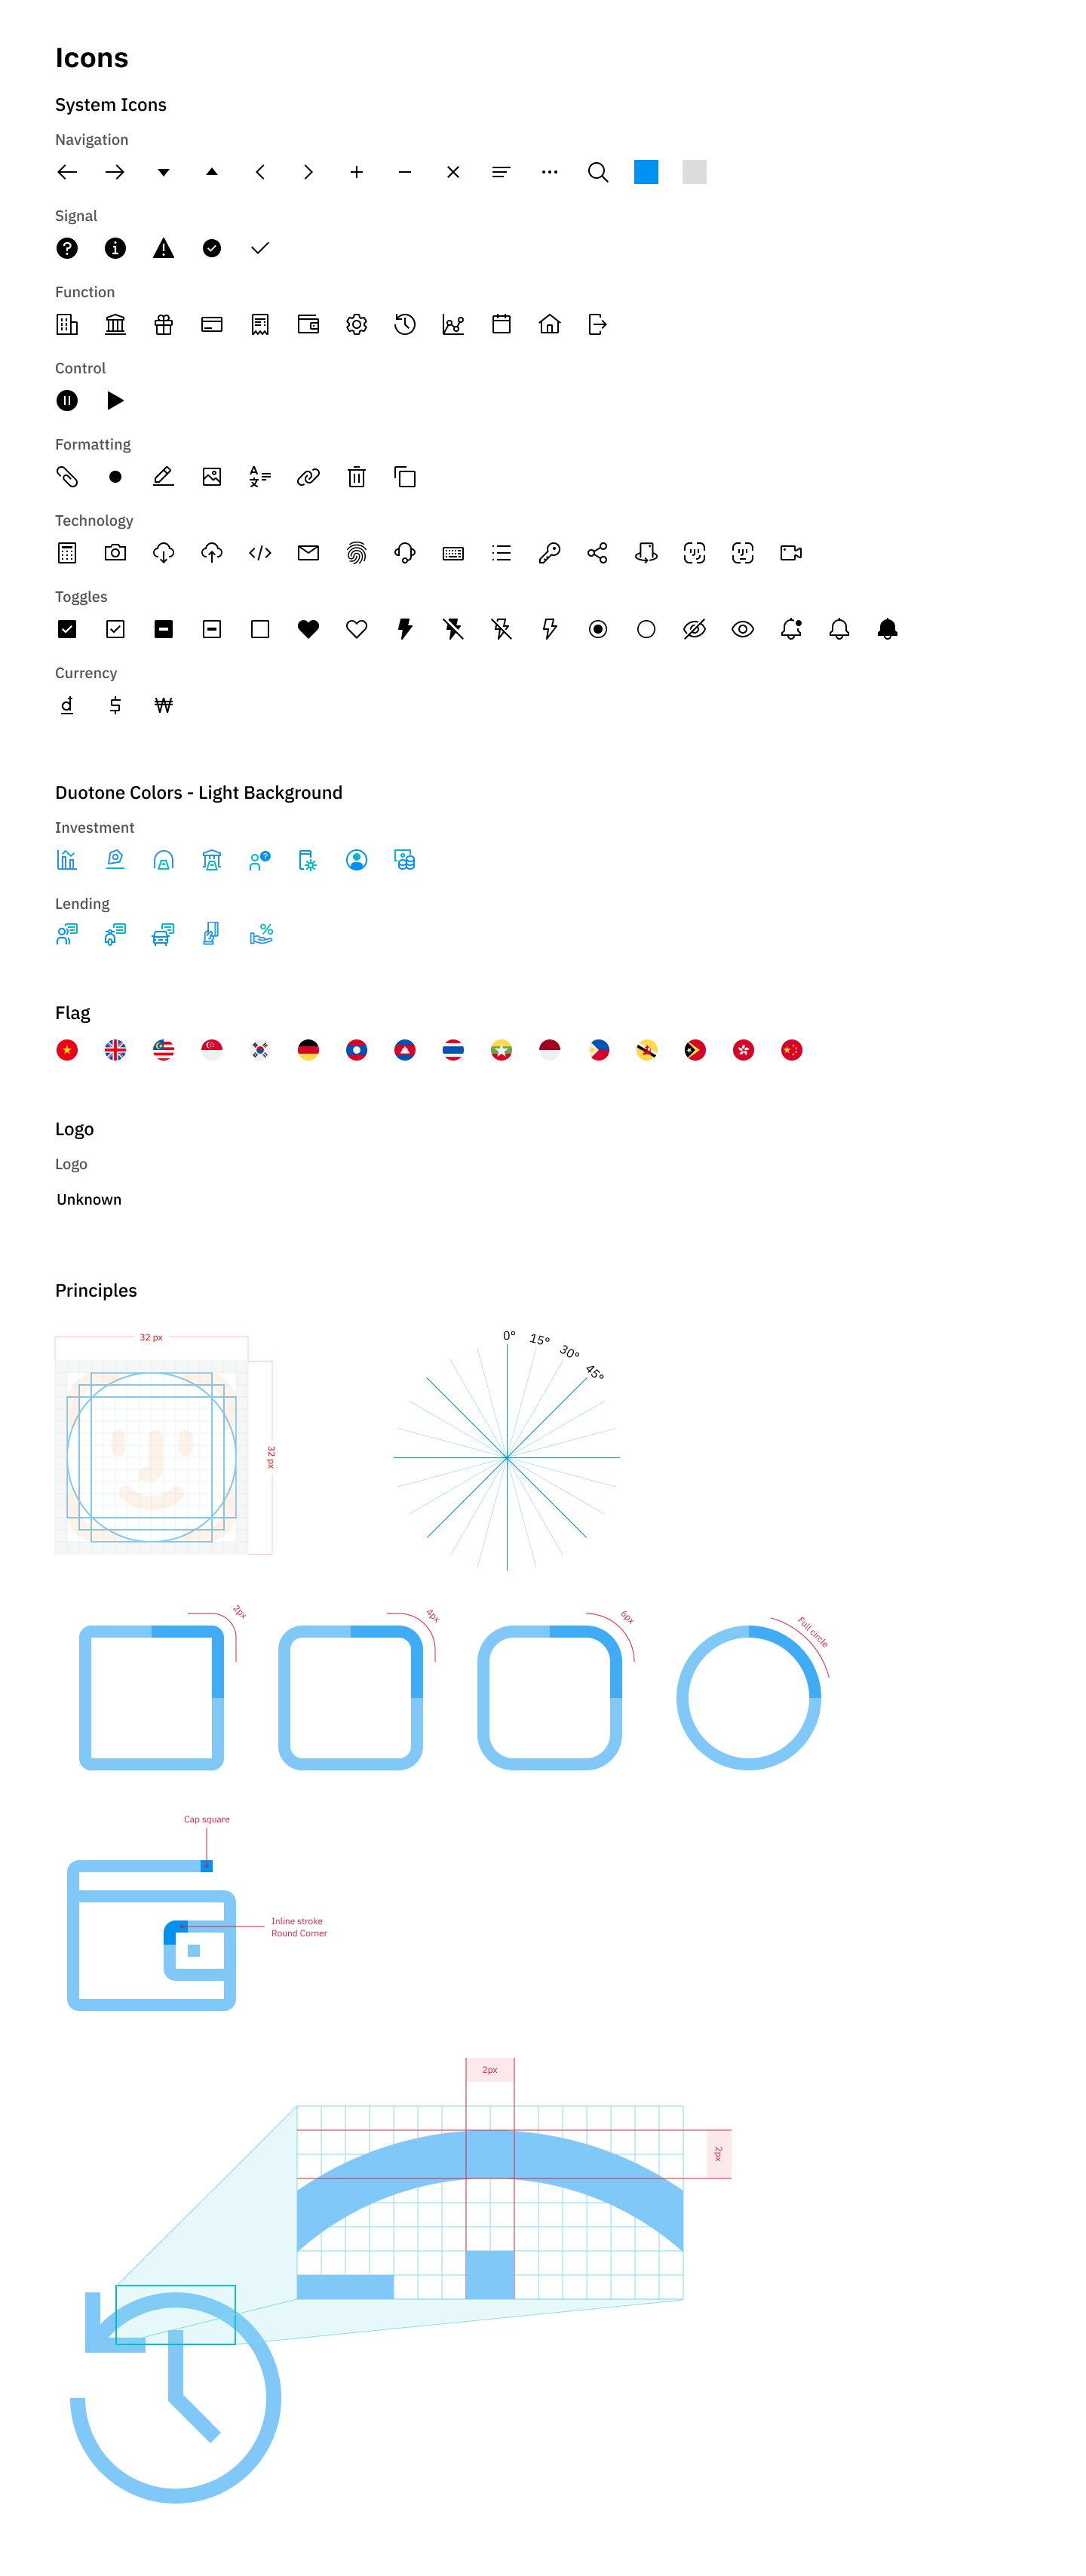 Icons
System Icons
Navigation
Signal
Function
Control
Formatting
Technology
Toggles
Currency
Duotone Colors - Light Background
Investment
Lending
Flag
Logo
Logo
Unknown
Principles
32 px
0°
15°
30°
45°
32 px
2px
4px
6px
Full circle
Cap square
Inline stroke
Round Corner
2px
2px